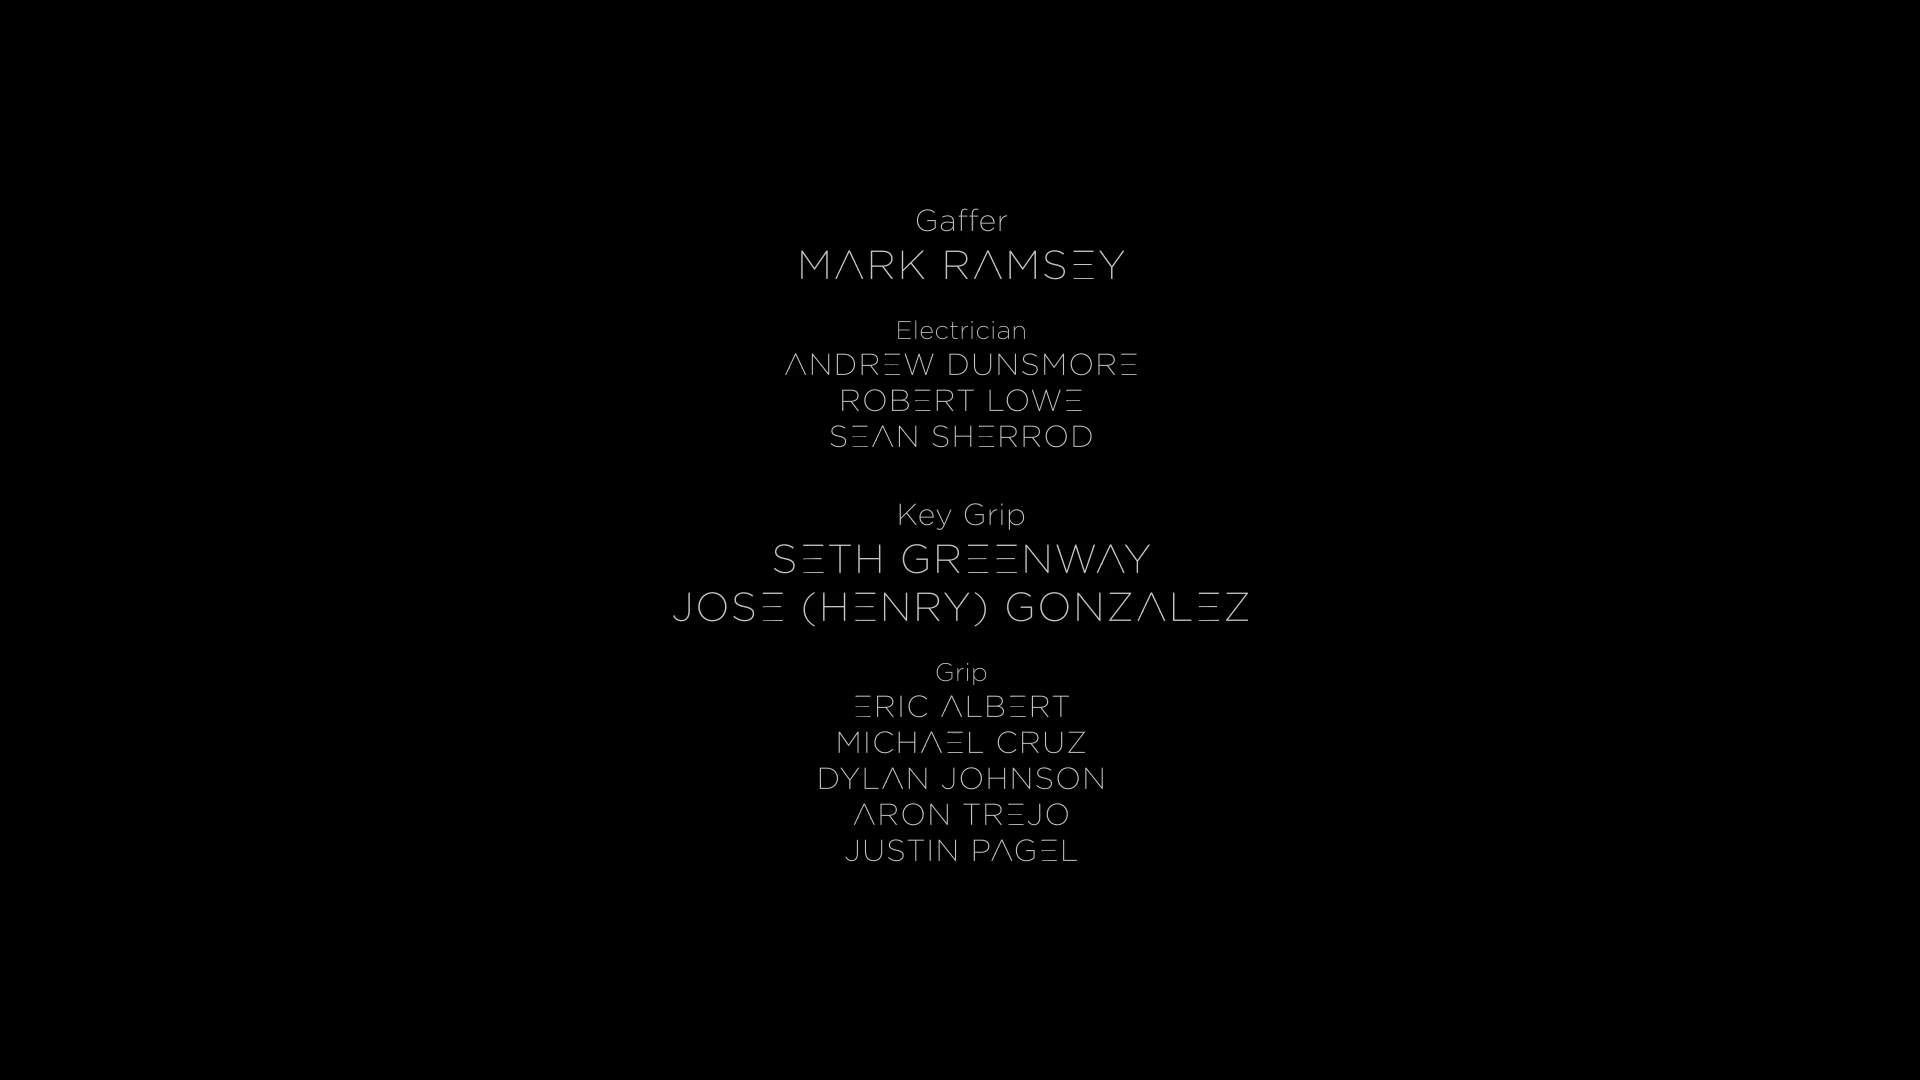 Gaffer
MARK RAMSEY
Electrician
ANDREW DUNSMORE
ROBERT LOWE
SEAN SHERROD
Key Grip
SETH GREENWAY
JOSE (HENRY) GONZALEZ
Grip
ERIC ALBERT
MICHAEL CRUZ
DYLAN JOHNSON
ARON TREJO
JUSTIN PAGEL